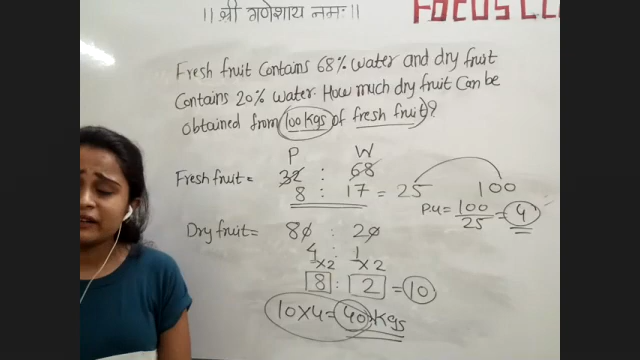 ।। श्री गणेशाय नमः ।।
FOCUS CL
Fresh fruit Contains 68% water and dry fruit
Contains 20% water. How much dry fruit Can be
obtained from 100 Kgs of fresh fruit?
P W
Fresh fruit = 32 : 68
8 : 17 = 25 100
P.U = 100/25 = 4
Dry fruit = 80 : 20
4 : 1
×2 ×2
8 : 2 = 10
10×4 = 40 Kgs